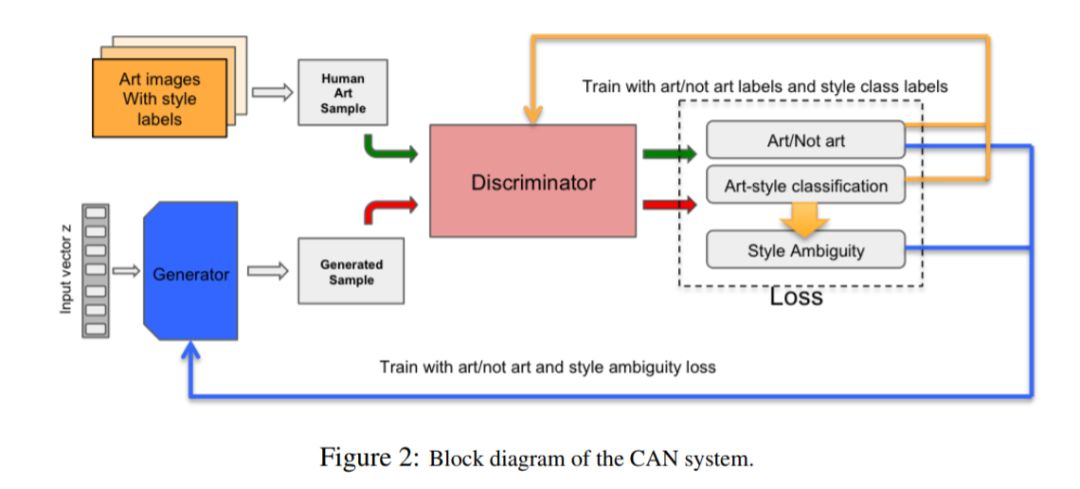 Art images
With style
labels
Human
Art
Sample
Train with art/not art labels and style class labels
Discriminator
Art/Not art
Art-style classification
Style Ambiguity
Loss
Input vector z
Generator
Generated
Sample
Train with art/not art and style ambiguity loss
Figure 2: Block diagram of the CAN system.